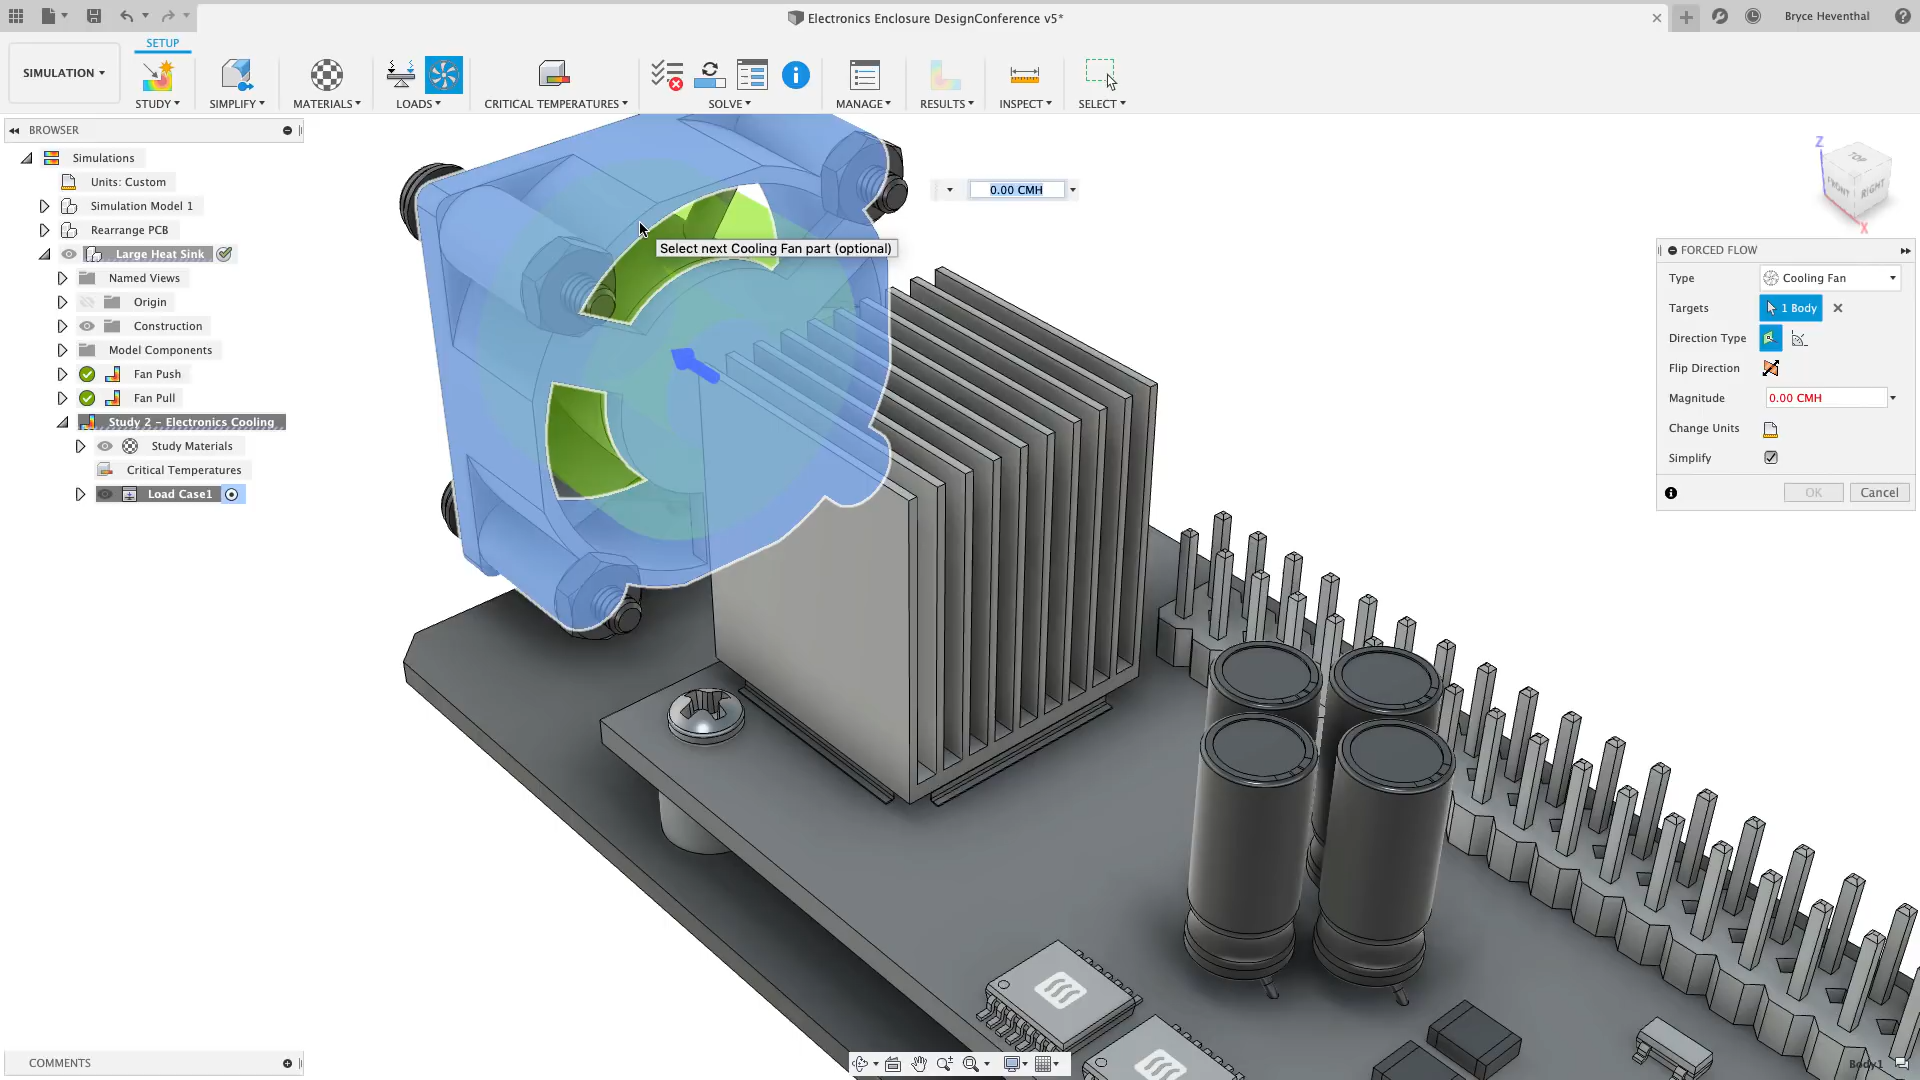 Electronics Enclosure DesignConference v5*
Bryce Heventhal
SETUP
SIMULATION
STUDY
SIMPLIFY
MATERIALS
LOADS
CRITICAL TEMPERATURES
SOLVE
MANAGE
RESULTS
INSPECT
SELECT
BROWSER
Simulations
Units: Custom
Simulation Model 1
Rearrange PCB
Large Heat Sink
Named Views
Origin
Construction
Model Components
Fan Push
Fan Pull
Study 2 – Electronics Cooling
Study Materials
Critical Temperatures
Load Case1
0.00 CMH
Select next Cooling Fan part (optional)
Z
TOP
FRONT
RIGHT
X
FORCED FLOW
Type
Cooling Fan
Targets
1 Body
Direction Type
Flip Direction
Magnitude
0.00 CMH
Change Units
Simplify
OK
Cancel
COMMENTS
Body1